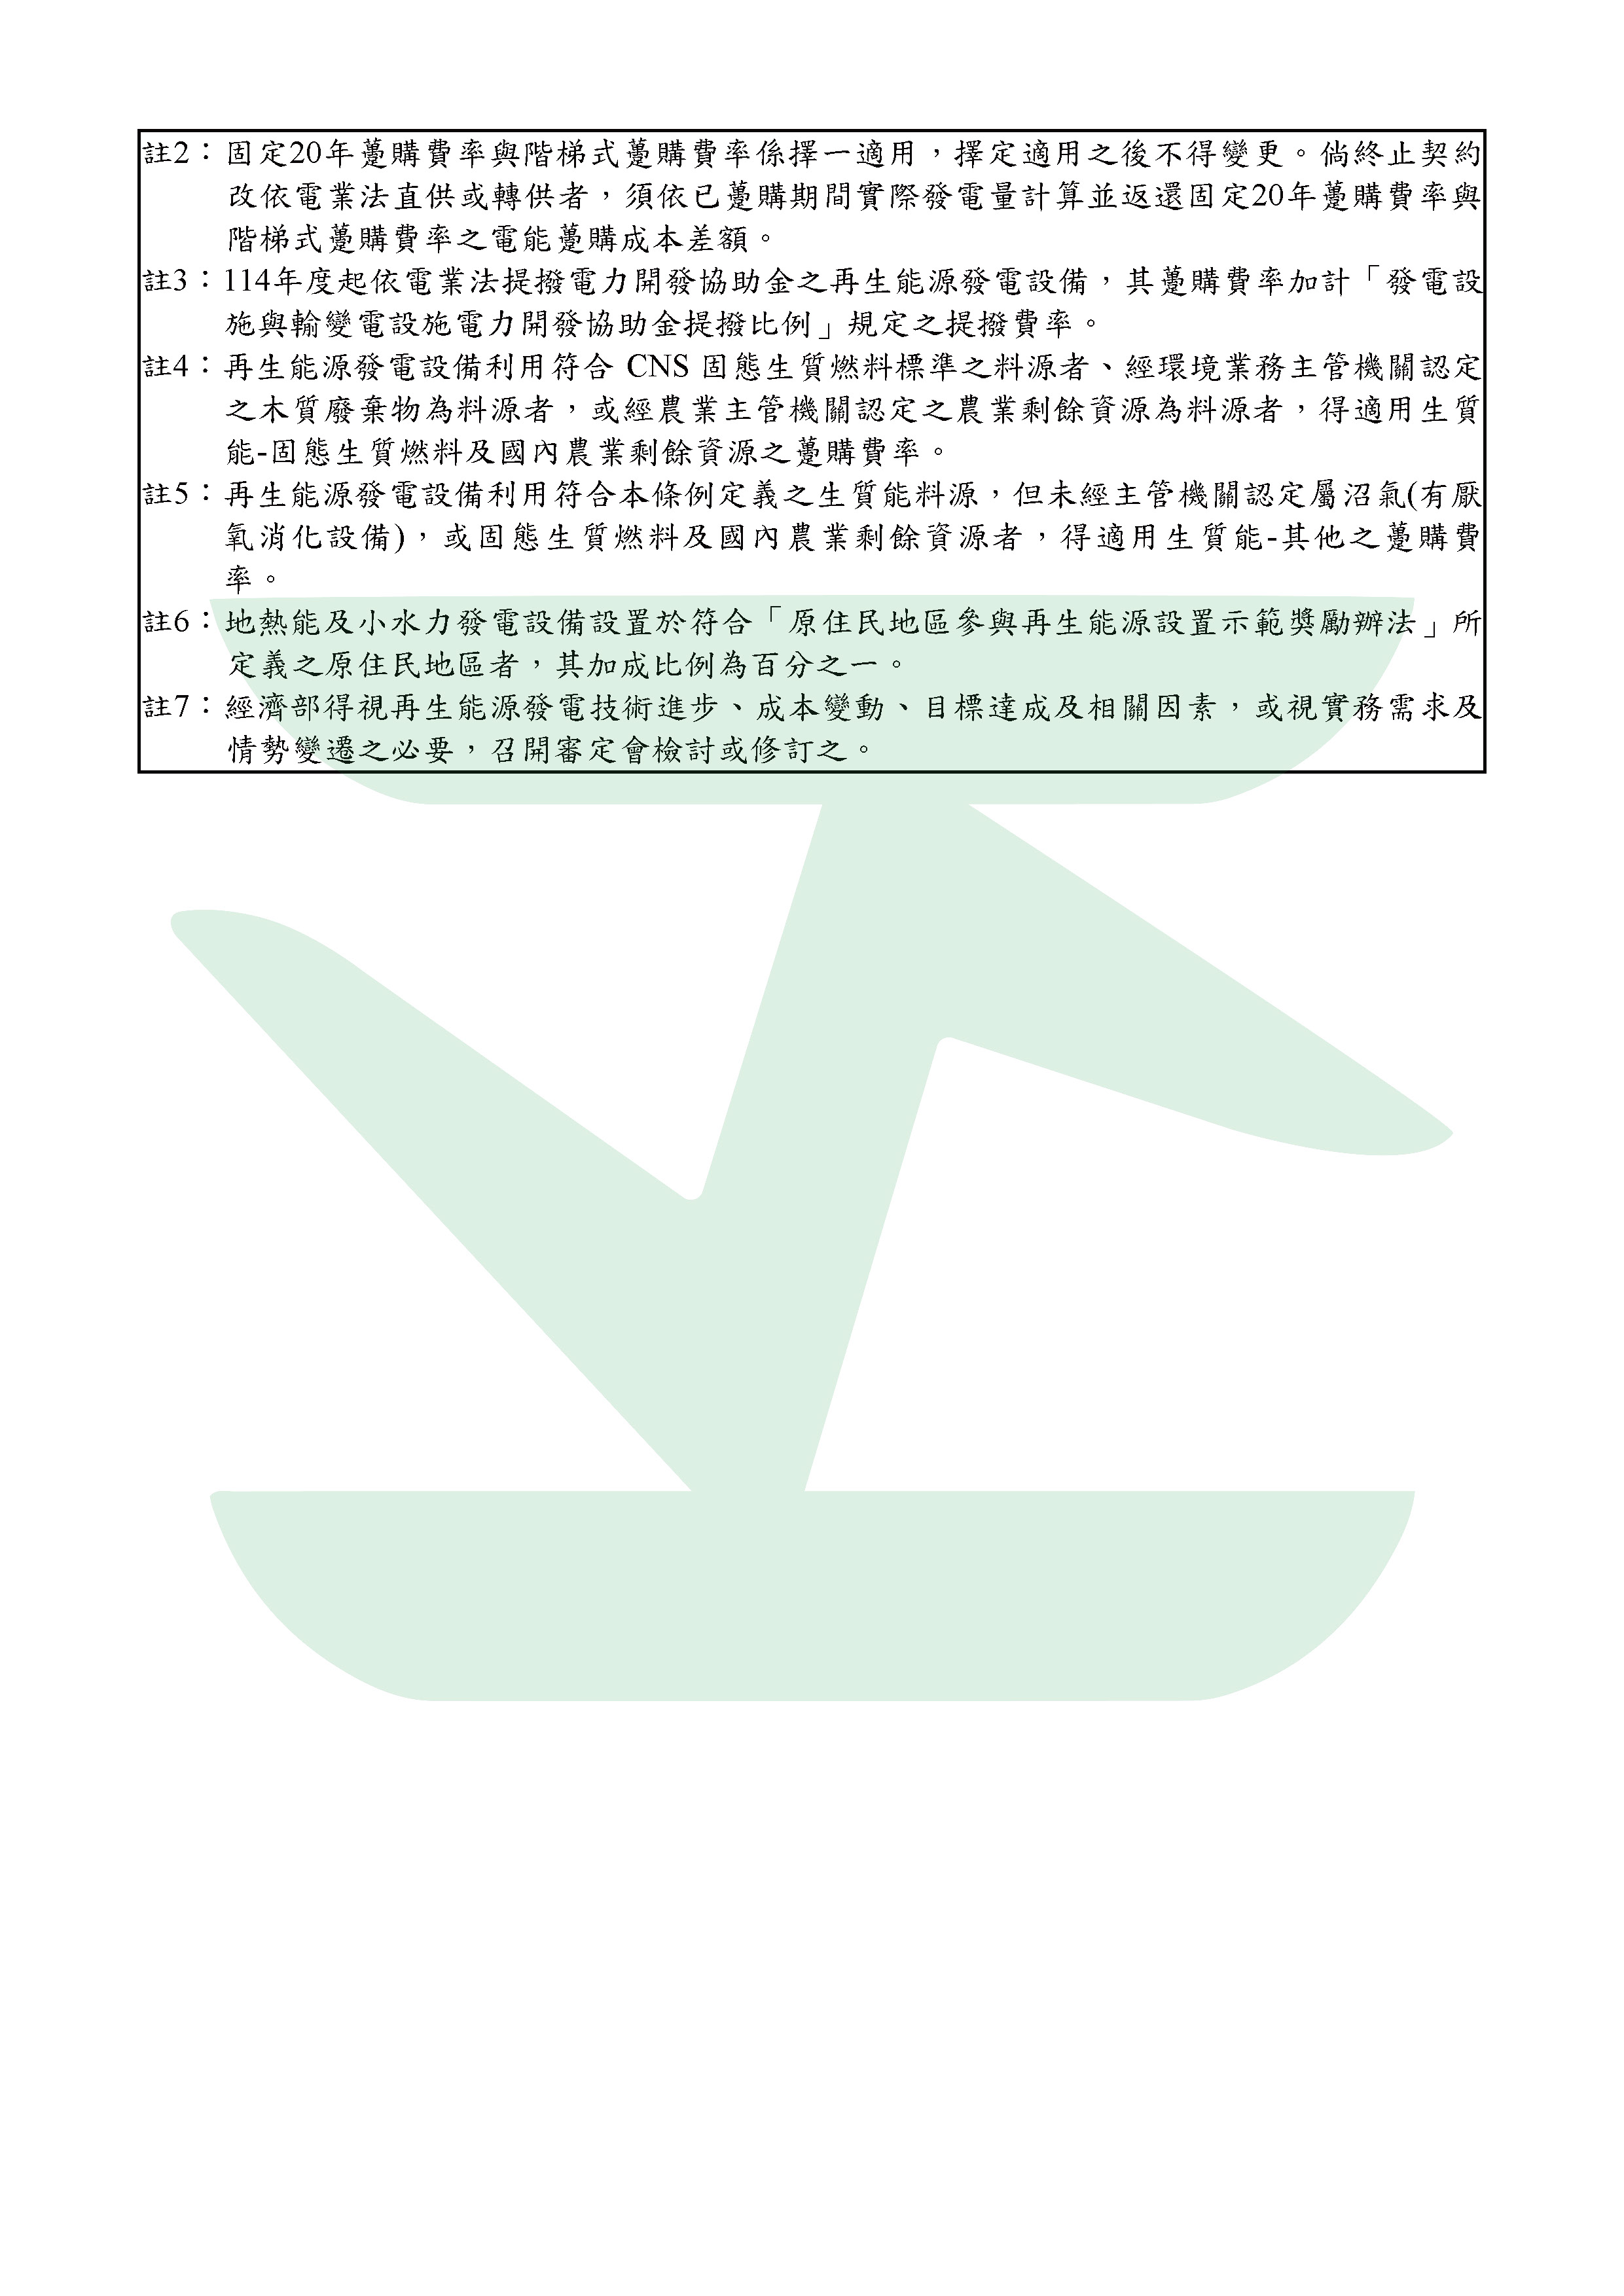 註2：固定20年躉購費率與階梯式躉購費率係擇一適用，擇定適用之後不得變更。倘終止契約
改依電業法直供或轉供者，須依已躉購期間實際發電量計算並返還固定20年躉購費率與
階梯式躉購費率之電能躉購成本差額。
註3：114年度起依電業法提撥電力開發協助金之再生能源發電設備，其躉購費率加計「發電設
施與輸變電設施電力開發協助金提撥比例」規定之提撥費率。
註4：再生能源發電設備利用符合 CNS 固態生質燃料標準之料源者、經環境業務主管機關認定
之木質廢棄物為料源者，或經農業主管機關認定之農業剩餘資源為料源者，得適用生質
能-固態生質燃料及國內農業剩餘資源之躉購費率。
註5：再生能源發電設備利用符合本條例定義之生質能料源，但未經主管機關認定屬沼氣(有厭
氧消化設備)，或固態生質燃料及國內農業剩餘資源者，得適用生質能-其他之躉購費
率。
註6：地熱能及小水力發電設備設置於符合「原住民地區參與再生能源設置示範獎勵辦法」所
定義之原住民地區者，其加成比例為百分之一。
註7：經濟部得視再生能源發電技術進步、成本變動、目標達成及相關因素，或視實務需求及
情勢變遷之必要，召開審定會檢討或修訂之。